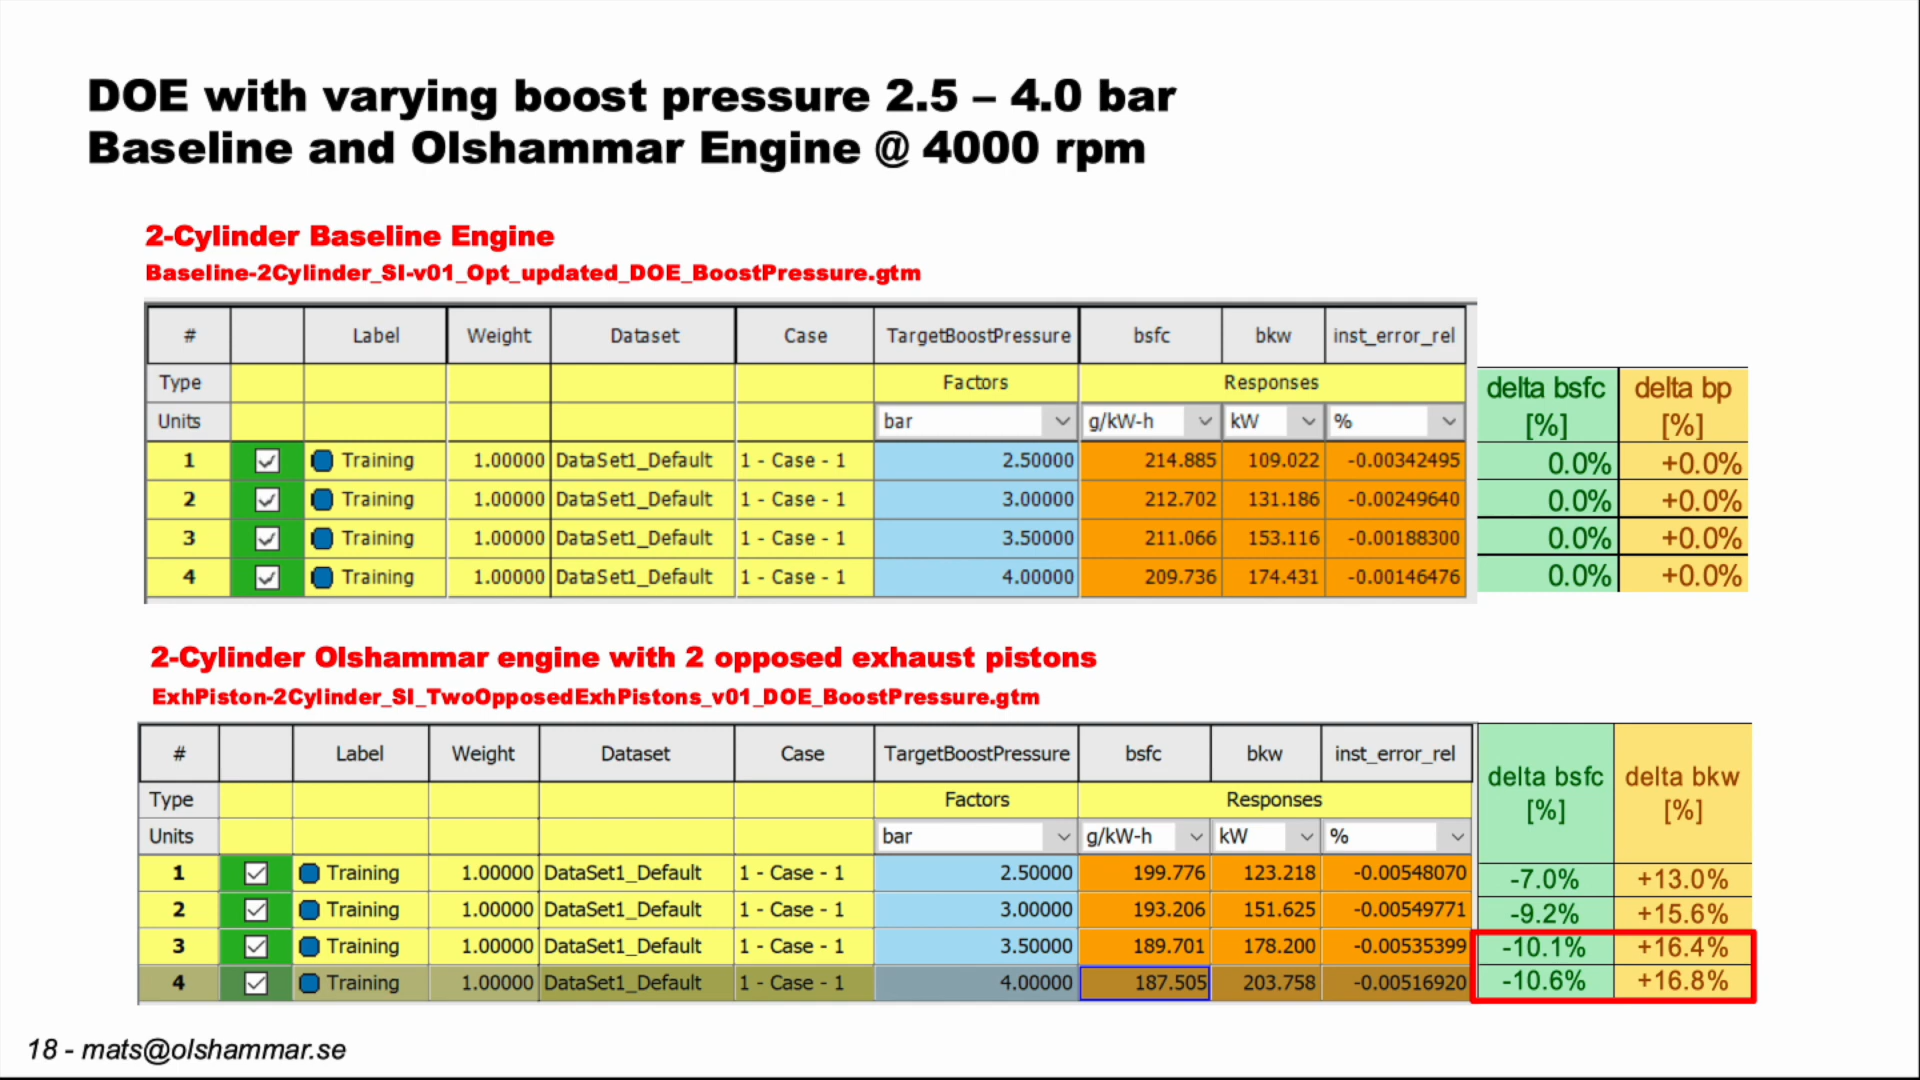 DOE with varying boost pressure 2.5 – 4.0 bar
Baseline and Olshammar Engine @ 4000 rpm
2-Cylinder Baseline Engine
Baseline-2Cylinder_SI-v01_Opt_updated_DOE_BoostPressure.gtm
# Label Weight Dataset Case TargetBoostPressure bsfc bkw inst_error_rel
Type Factors Responses delta bsfc delta bp
Units bar g/kW-h kW % [%] [%]
1 Training 1.00000 DataSet1_Default 1 - Case - 1 2.50000 214.885 109.022 -0.00342495 0.0% +0.0%
2 Training 1.00000 DataSet1_Default 1 - Case - 1 3.00000 212.702 131.186 -0.00249640 0.0% +0.0%
3 Training 1.00000 DataSet1_Default 1 - Case - 1 3.50000 211.066 153.116 -0.00188300 0.0% +0.0%
4 Training 1.00000 DataSet1_Default 1 - Case - 1 4.00000 209.736 174.431 -0.00146476 0.0% +0.0%
2-Cylinder Olshammar engine with 2 opposed exhaust pistons
ExhPiston-2Cylinder_SI_TwoOpposedExhPistons_v01_DOE_BoostPressure.gtm
# Label Weight Dataset Case TargetBoostPressure bsfc bkw inst_error_rel delta bsfc delta bkw
Type Factors Responses [%] [%]
Units bar g/kW-h kW %
1 Training 1.00000 DataSet1_Default 1 - Case - 1 2.50000 199.776 123.218 -0.00548070 -7.0% +13.0%
2 Training 1.00000 DataSet1_Default 1 - Case - 1 3.00000 193.206 151.625 -0.00549771 -9.2% +15.6%
3 Training 1.00000 DataSet1_Default 1 - Case - 1 3.50000 189.701 178.200 -0.00535399 -10.1% +16.4%
4 Training 1.00000 DataSet1_Default 1 - Case - 1 4.00000 187.505 203.758 -0.00516920 -10.6% +16.8%
18 - mats@olshammar.se